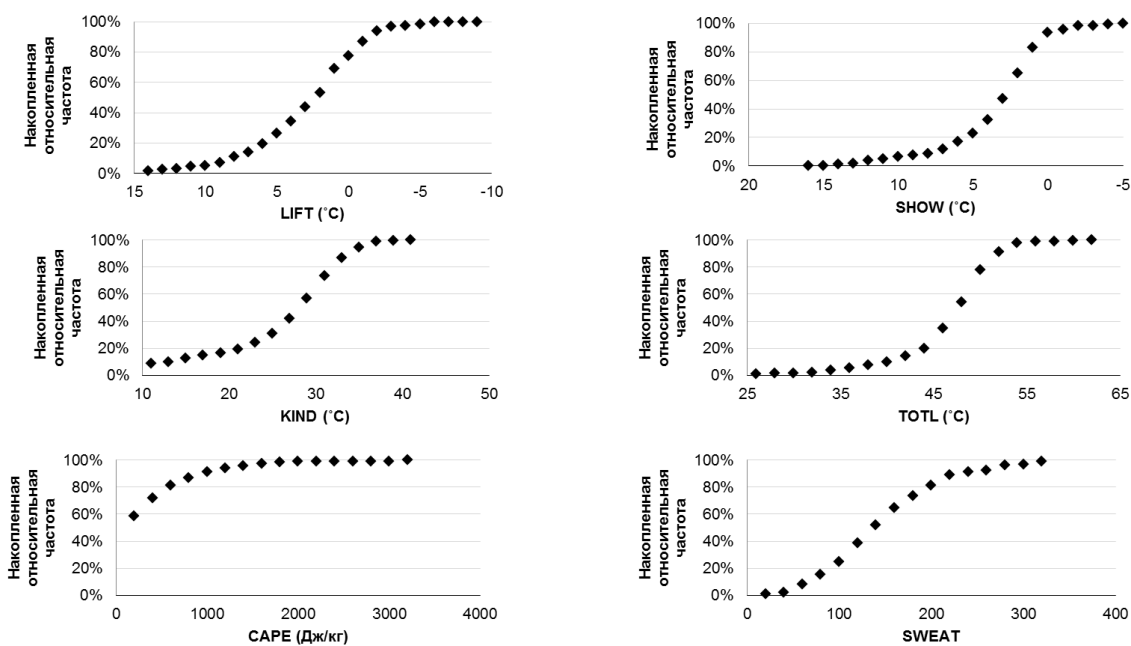 Накопленная
относительная
частота
100%
80%
60%
40%
20%
0%
15
10
5
0
-5
-10
LIFT (˚C)
Накопленная
относительная
частота
100%
80%
60%
40%
20%
0%
20
15
10
5
0
-5
SHOW (˚C)
Накопленная
относительная
частота
100%
80%
60%
40%
20%
0%
10
20
30
40
50
KIND (˚C)
Накопленная
относительная
частота
100%
80%
60%
40%
20%
0%
25
35
45
55
65
TOTL (˚C)
Накопленная
относительная
частота
100%
80%
60%
40%
20%
0%
0
1000
2000
3000
4000
CAPE (Дж/кг)
Накопленная
относительная
частота
100%
80%
60%
40%
20%
0%
0
100
200
300
400
SWEAT